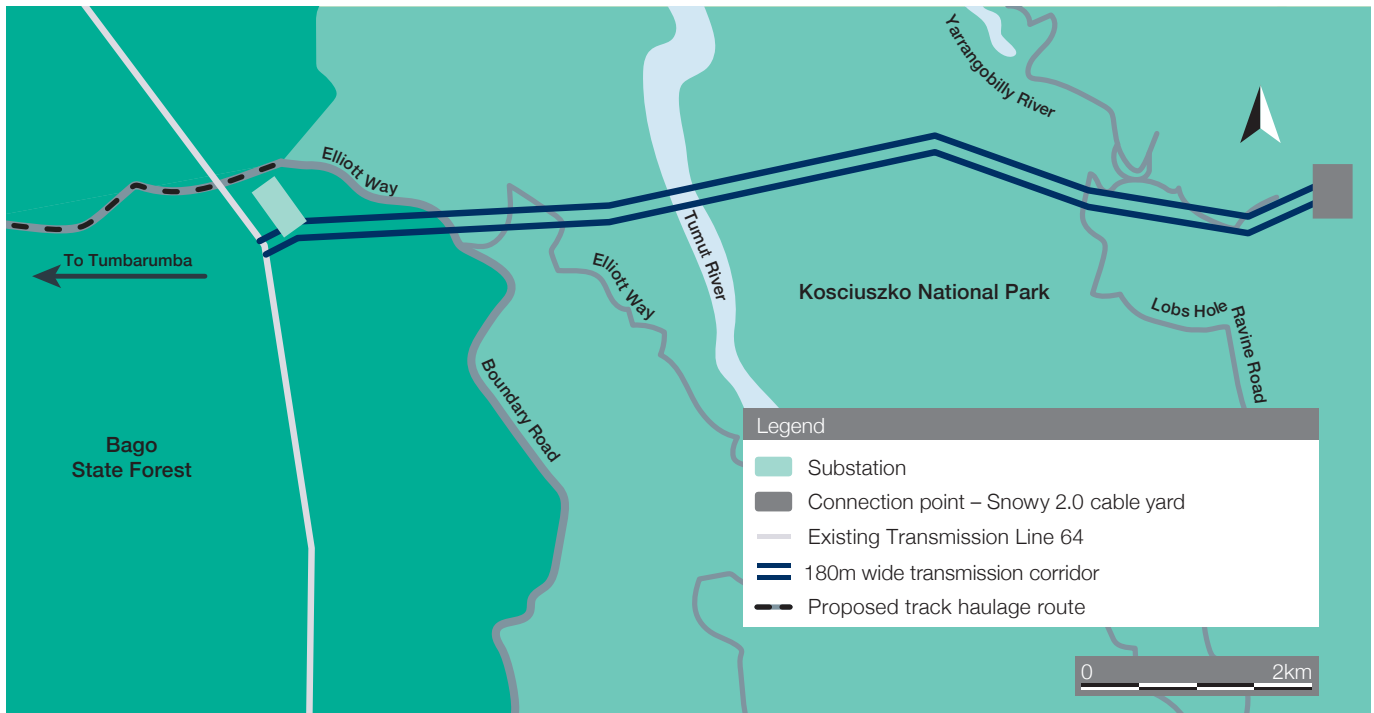 Yarrangobilly River
Elliott Way
To Tumbarumba
Elliott Way
Tumut River
Kosciuszko National Park
Lobs Hole
Ravine Road
Boundary Road
Bago
State Forest
Legend
Substation
Connection point – Snowy 2.0 cable yard
Existing Transmission Line 64
180m wide transmission corridor
Proposed track haulage route
0 2km